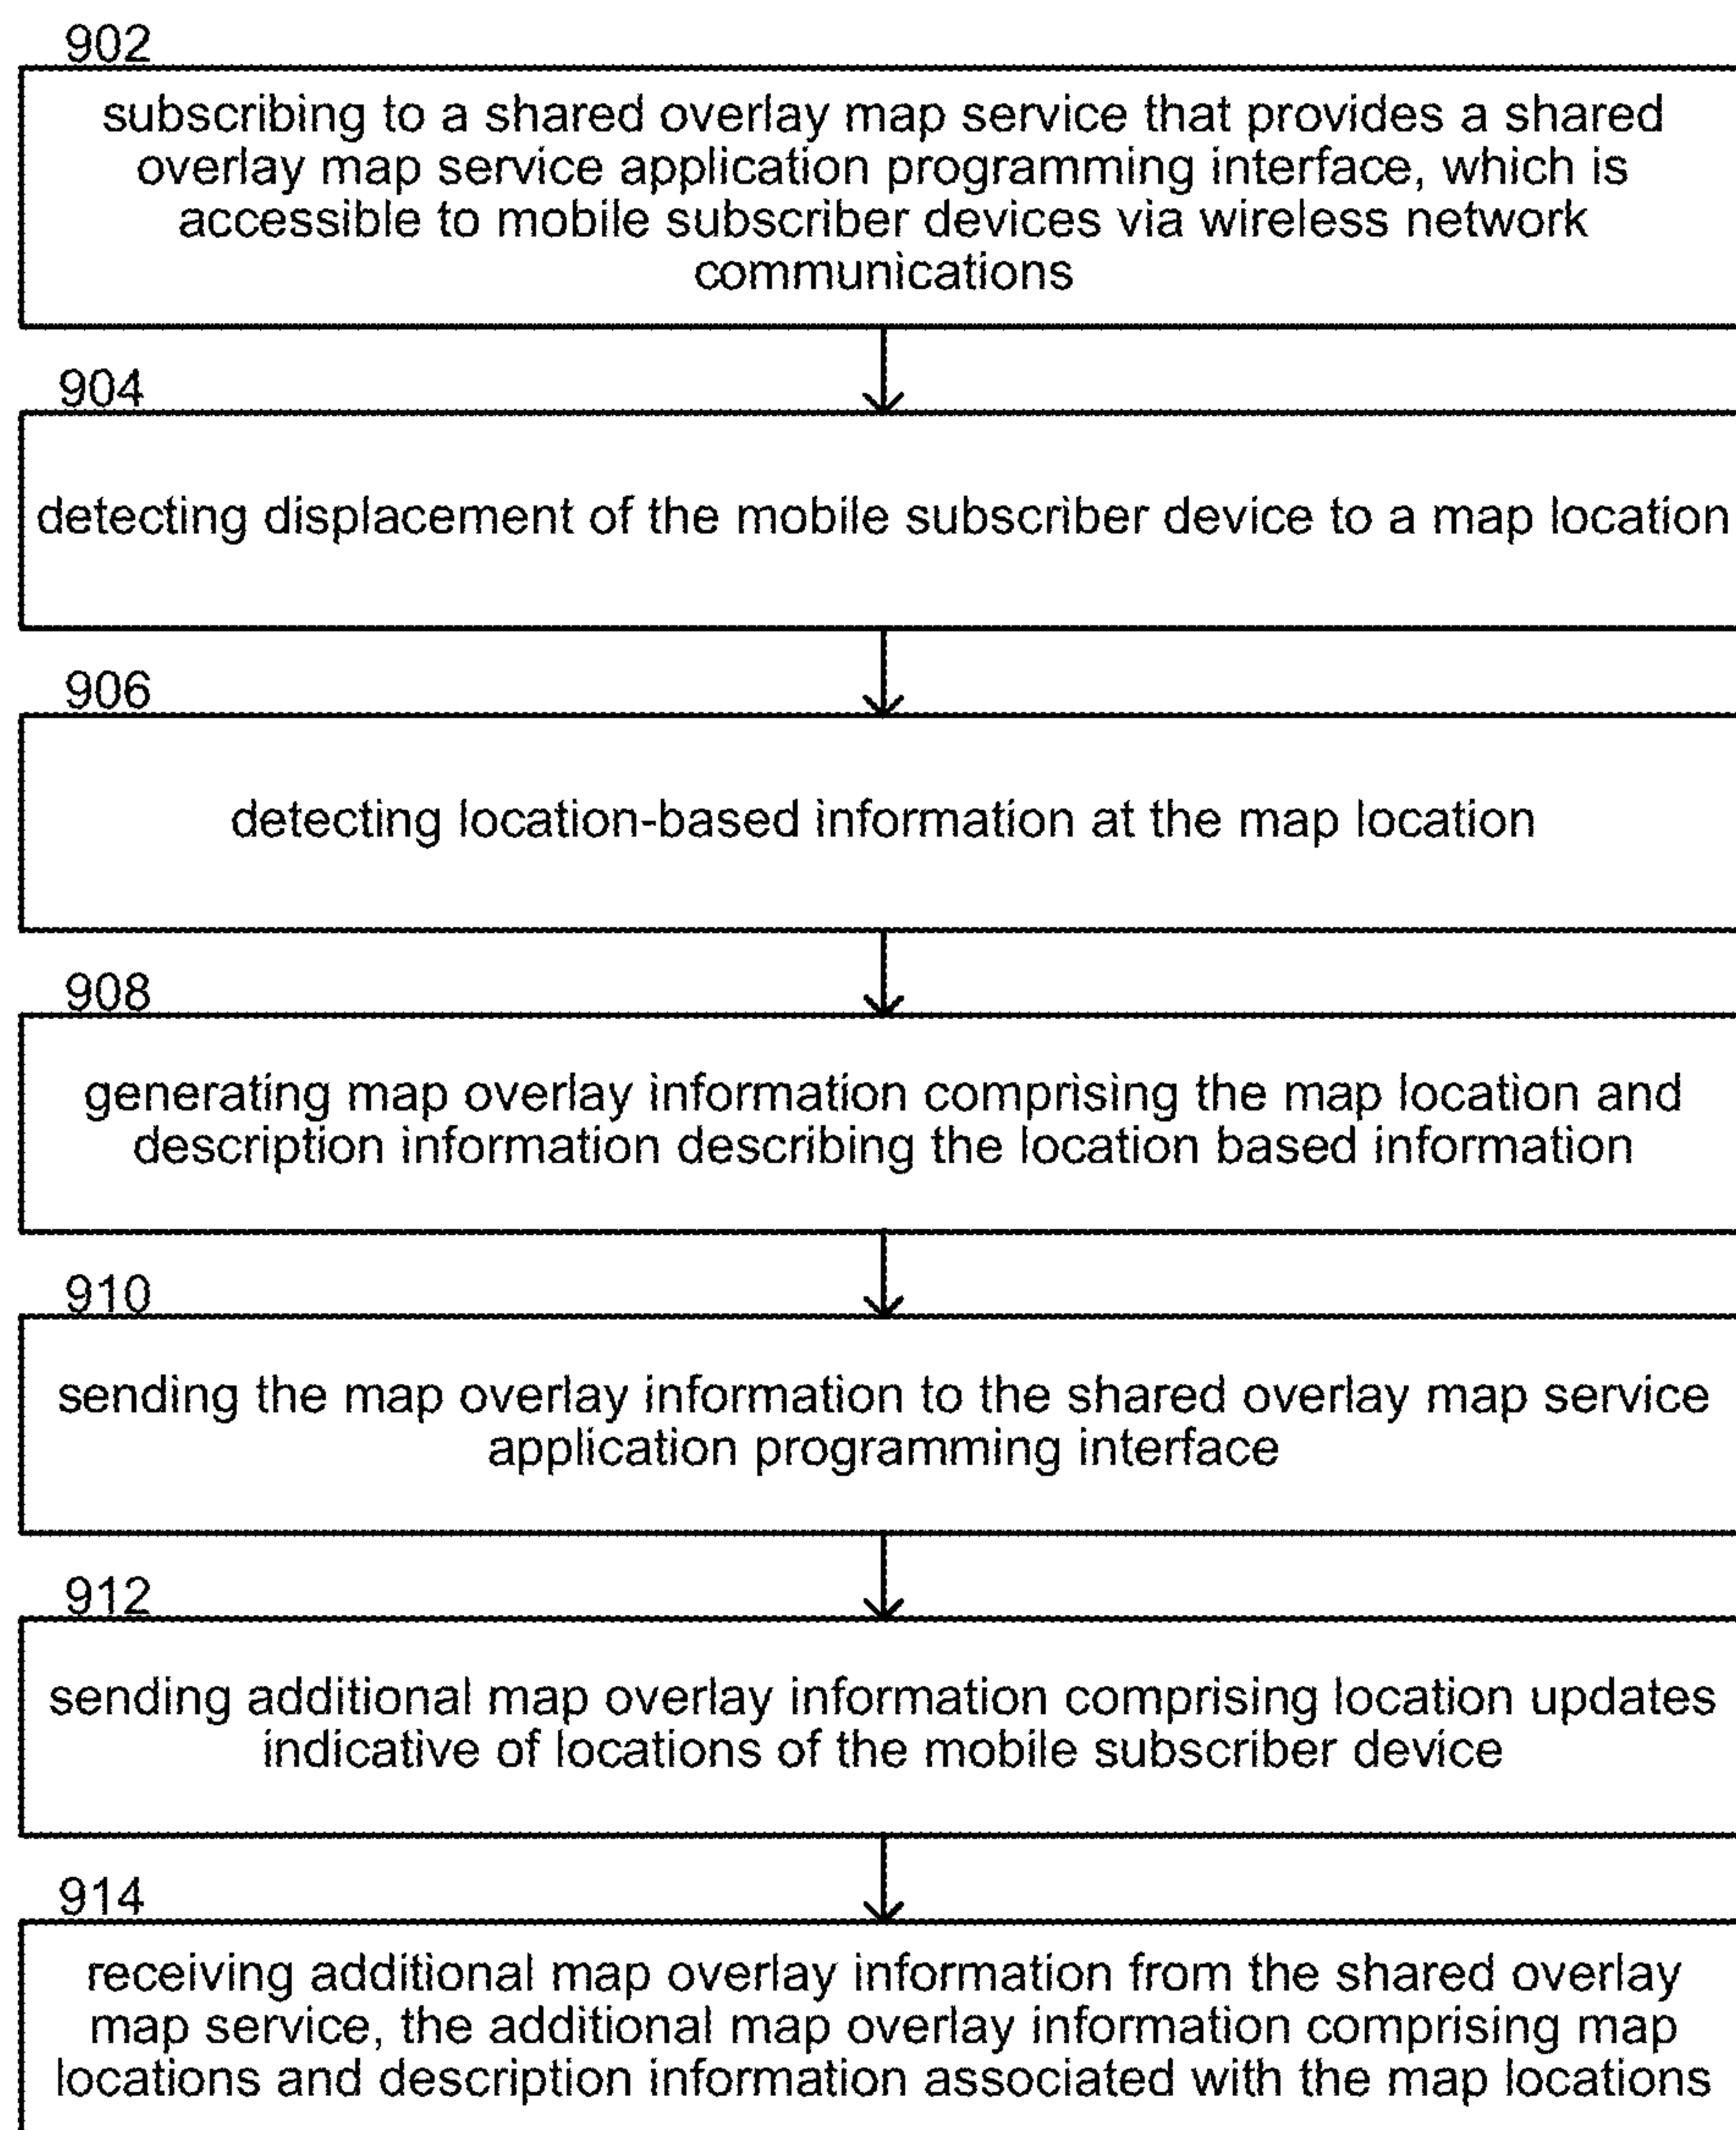 902
subscribing to a shared overlay map service that provides a shared
overlay map service application programming interface, which is
accessible to mobile subscriber devices via wireless network
communications
904
detecting displacement of the mobile subscriber device to a map location
906
detecting location-based information at the map location
908
generating map overlay information comprising the map location and
description information describing the location based information
910
sending the map overlay information to the shared overlay map service
application programming interface
912
sending additional map overlay information comprising location updates
indicative of locations of the mobile subscriber device
914
receiving additional map overlay information from the shared overlay
map service, the additional map overlay information comprising map
locations and description information associated with the map locations